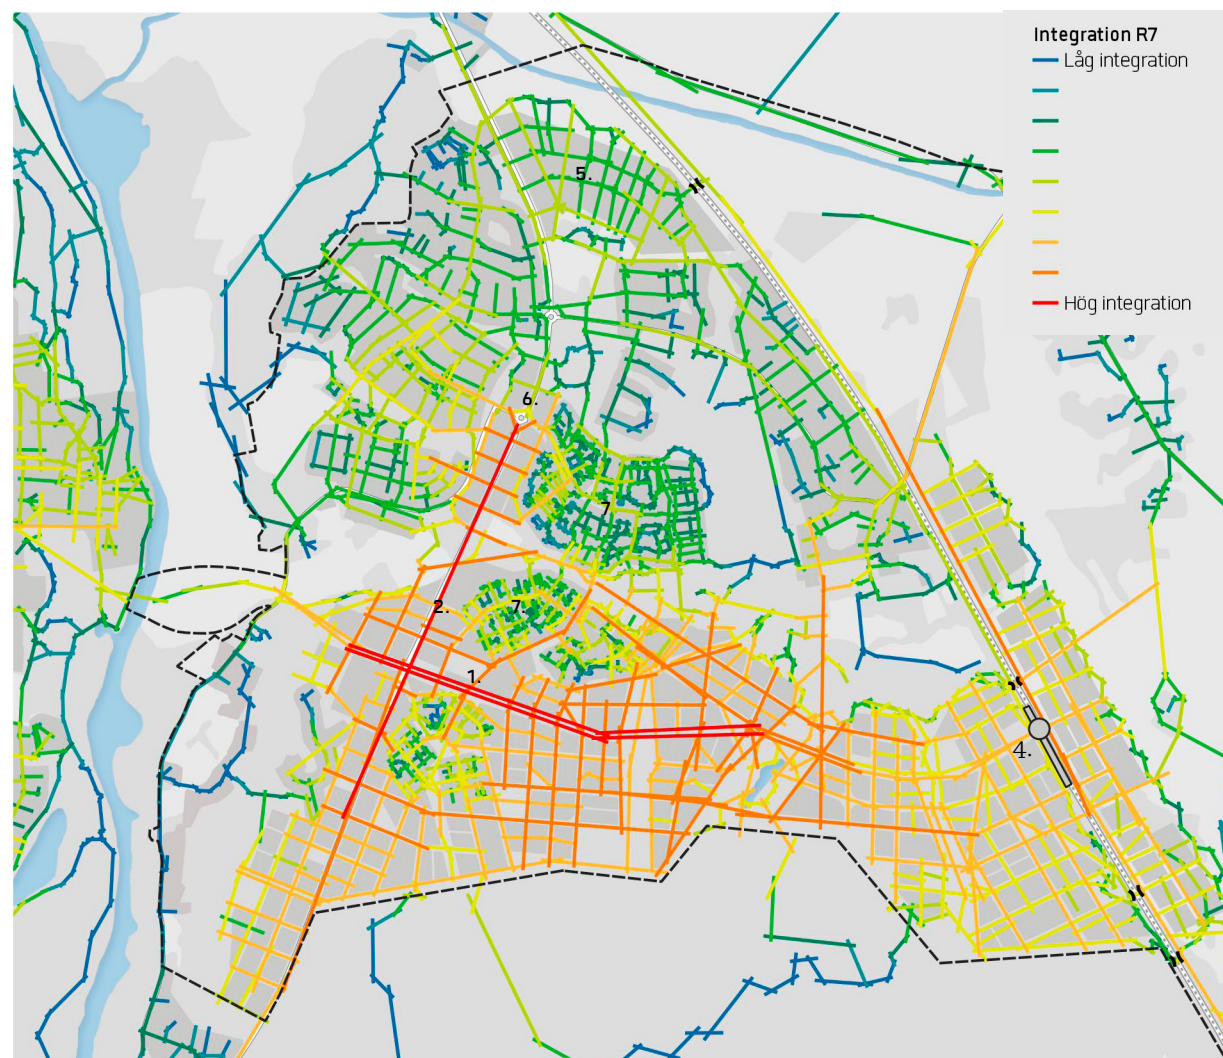 Integration R7
Låg integration
Hög integration
5.
6.
7.
2.
7.
1.
4.